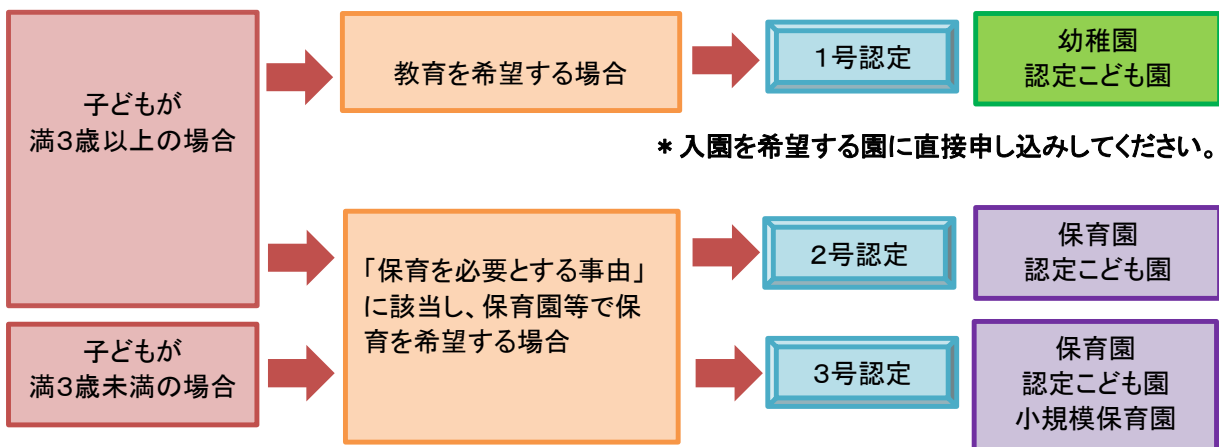 子どもが
満3歳以上の場合
教育を希望する場合
1号認定
幼稚園
認定こども園
＊入園を希望する園に直接申し込みしてください。
「保育を必要とする事由」
に該当し、保育園等で保
育を希望する場合
2号認定
保育園
認定こども園
子どもが
満3歳未満の場合
3号認定
保育園
認定こども園
小規模保育園